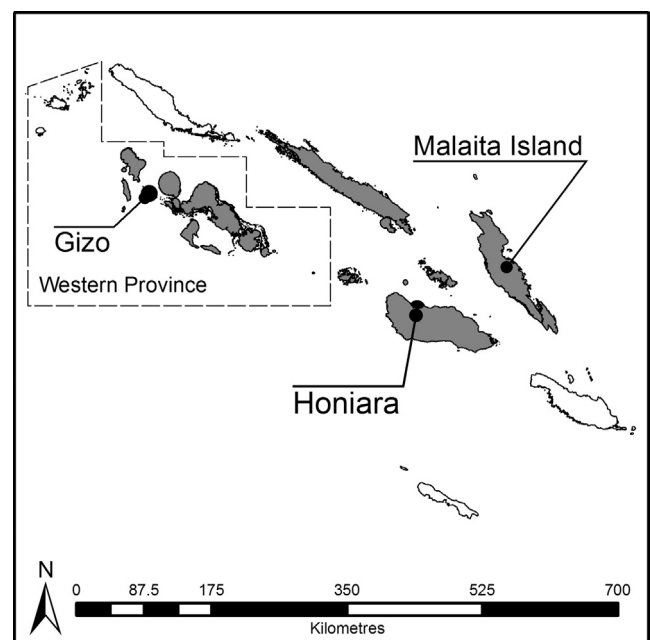 Malaita Island
Gizo
Western Province
Honiara
N
0 87.5 175 350 525 700
Kilometres